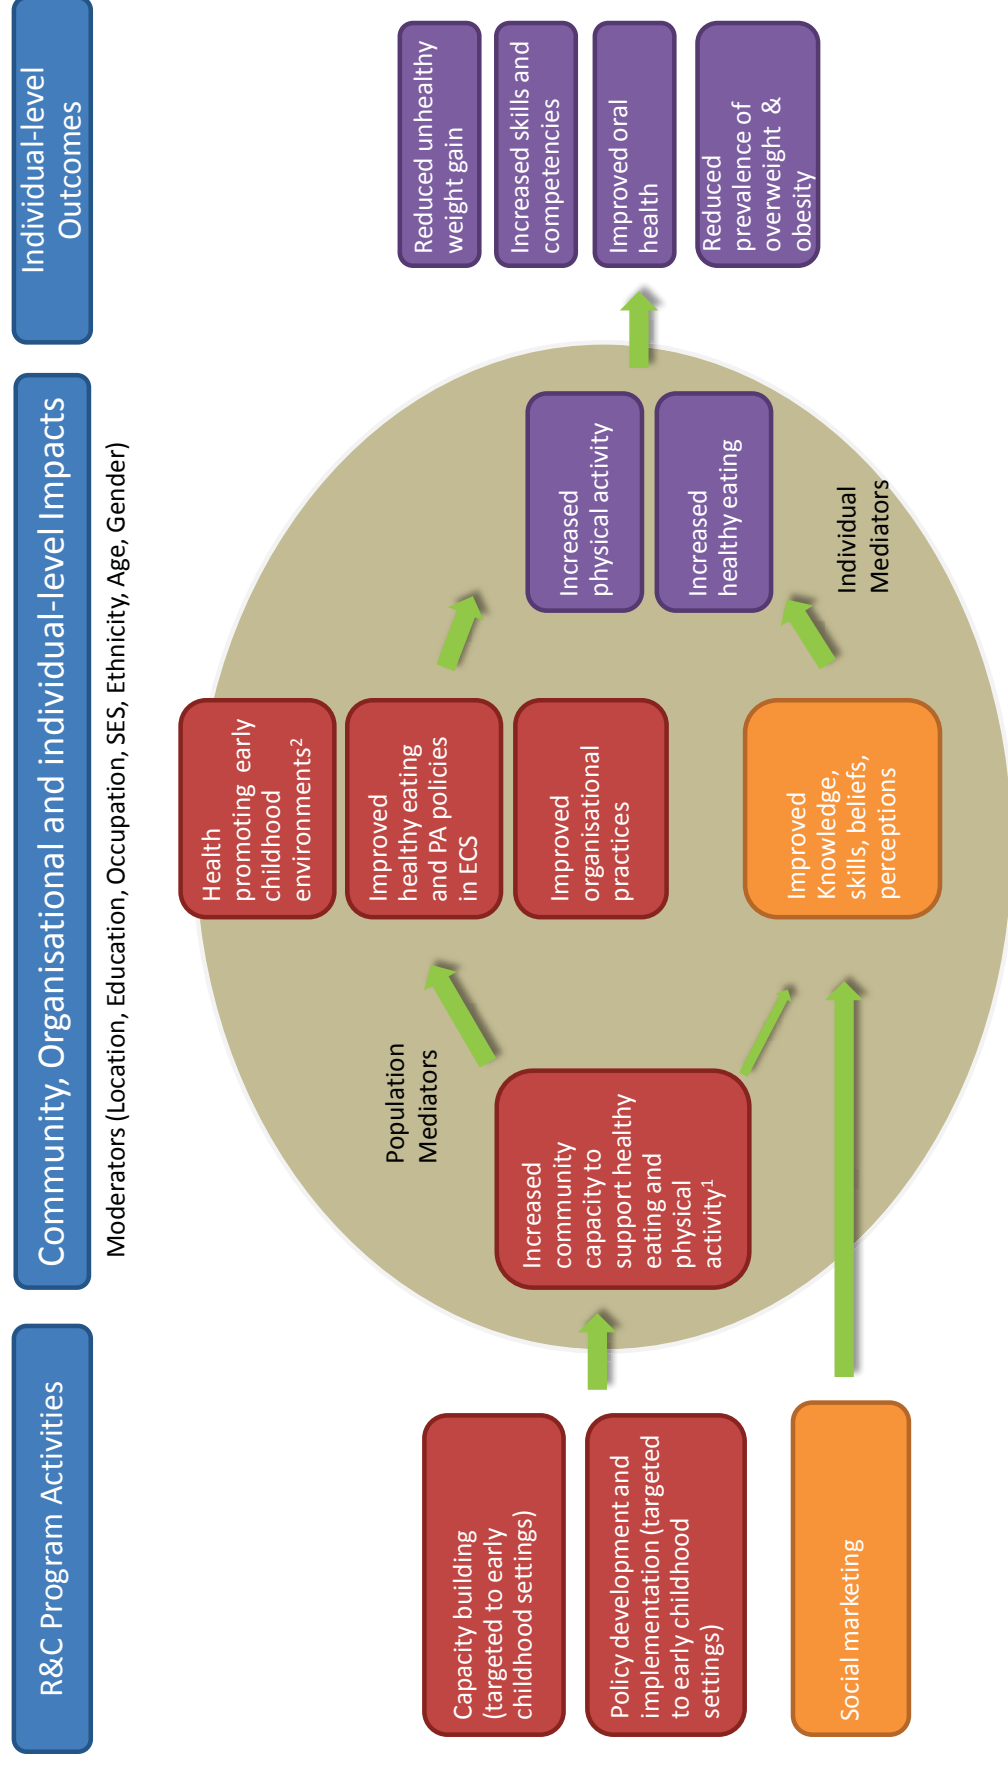 R&C Program Activities
Community, Organisational and individual-level Impacts
Individual-level
Outcomes
Moderators (Location, Education, Occupation, SES, Ethnicity, Age, Gender)
Capacity building
(targeted to early
childhood settings)
Policy development and
implementation (targeted
to early childhood
settings)
Social marketing
Population
Mediators
Increased
community
capacity to
support healthy
eating and
physical
activity¹
Health
promoting early
childhood
environments²
Improved
healthy eating
and PA policies
in ECS
Improved
organisational
practices
Improved
Knowledge,
skills, beliefs,
perceptions
Increased
physical activity
Increased
healthy eating
Individual
Mediators
Reduced unhealthy
weight gain
Increased skills and
competencies
Improved oral
health
Reduced
prevalence of
overweight &
obesity